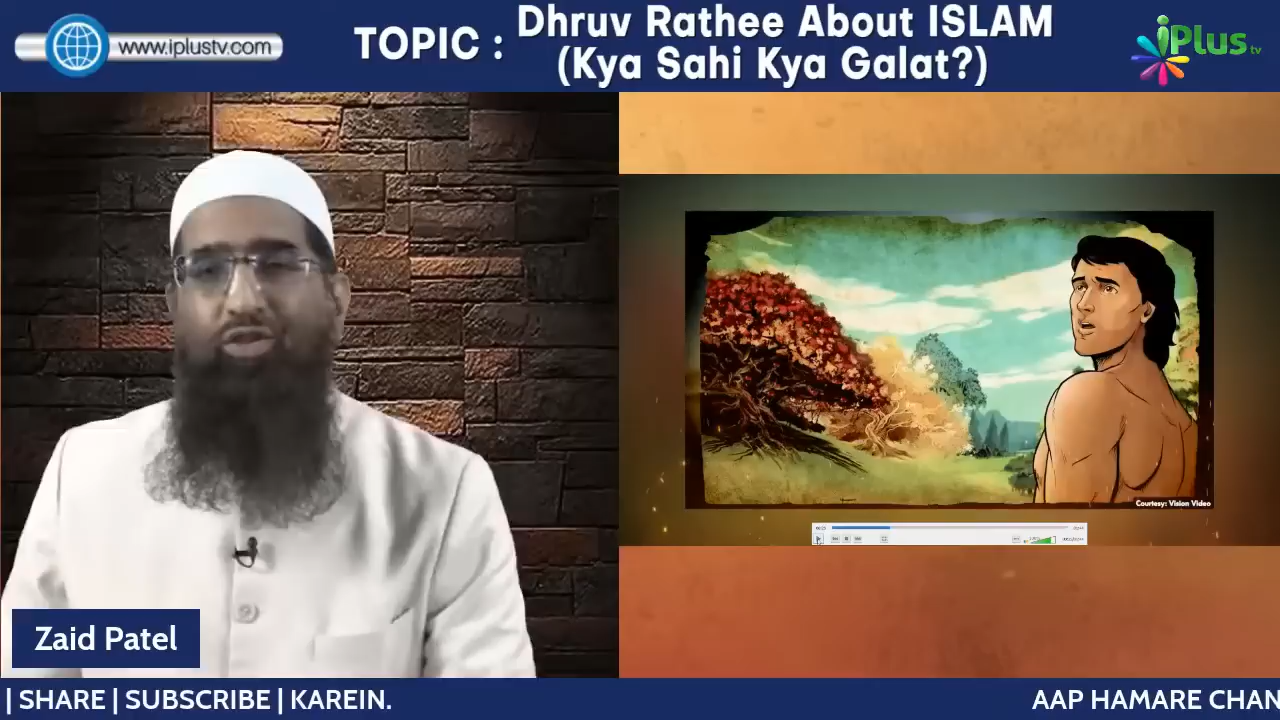 www.iplustv.com
TOPIC :
Dhruv Rathee About ISLAM
(Kya Sahi Kya Galat?)
iPlus tv
Courtesy: Vision Video
Zaid Patel
| SHARE | SUBSCRIBE | KAREIN.
AAP HAMARE CHAN